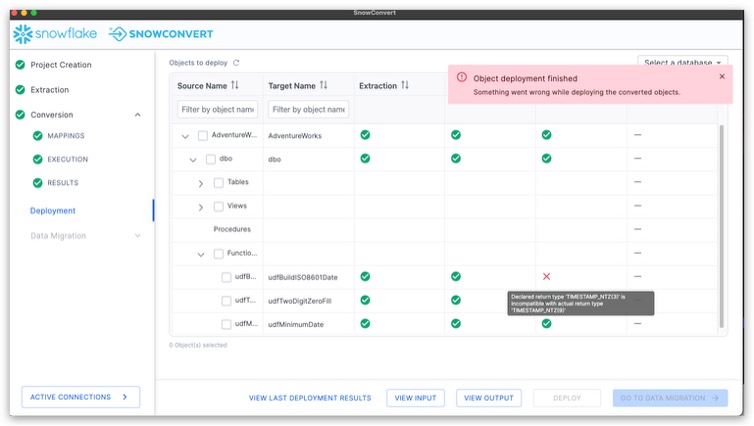 SnowConvert
snowflake SNOWCONVERT
Project Creation
Extraction
Conversion
MAPPINGS
EXECUTION
RESULTS
Deployment
Data Migration
ACTIVE CONNECTIONS
Objects to deploy
Select a database
Object deployment finished
Something went wrong while deploying the converted objects.
Source Name Target Name Extraction
Filter by object name Filter by object name
AdventureW... AdventureWorks
dbo dbo
Tables
Views
Procedures
Functio...
udfB... udfBuildISO8601Date
Declared return type 'TIMESTAMP_NTZ(3)' is
incompatible with actual return type
'TIMESTAMP_NTZ(9)'
udfT... udfTwoDigitZeroFill
udfM... udfMinimumDate
0 Object(s) selected
VIEW LAST DEPLOYMENT RESULTS VIEW INPUT VIEW OUTPUT DEPLOY GO TO DATA MIGRATION